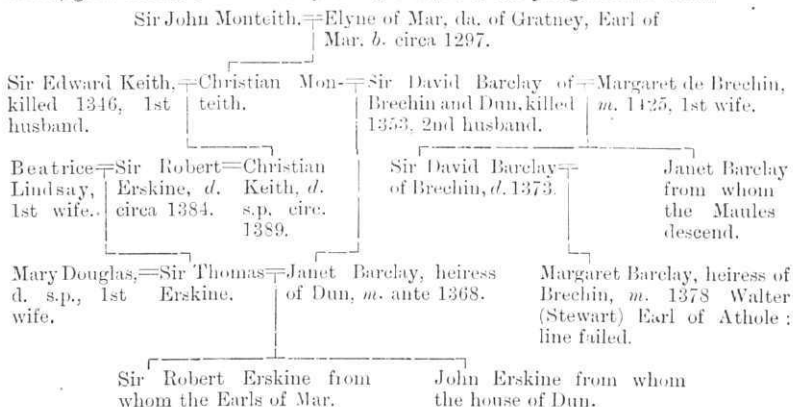 Sir John Monteith.=Elyne of Mar, da. of Gratney, Earl of
Mar. b. circa 1297.
Sir Edward Keith,=Christian Mon-=Sir David Barclay of=Margaret de Brechin,
killed 1346, 1st teith. Brechin and Dun, killed m. 1425, 1st wife.
husband. 1353, 2nd husband.
Beatrice=Sir Robert=Christian Sir David Barclay= Janet Barclay
Lindsay, Erskine, d. Keith, d. of Brechin, d. 1373. from whom
1st wife. circa 1384. s.p. circ. the Maules
1389. descend.
Mary Douglas,=Sir Thomas=Janet Barclay, heiress Margaret Barclay, heiress of
d. s.p., 1st Erskine. of Dun, m. ante 1368. Brechin, m. 1378 Walter
wife. (Stewart) Earl of Athole :
line failed.
Sir Robert Erskine from John Erskine from whom
whom the Earls of Mar. the house of Dun.